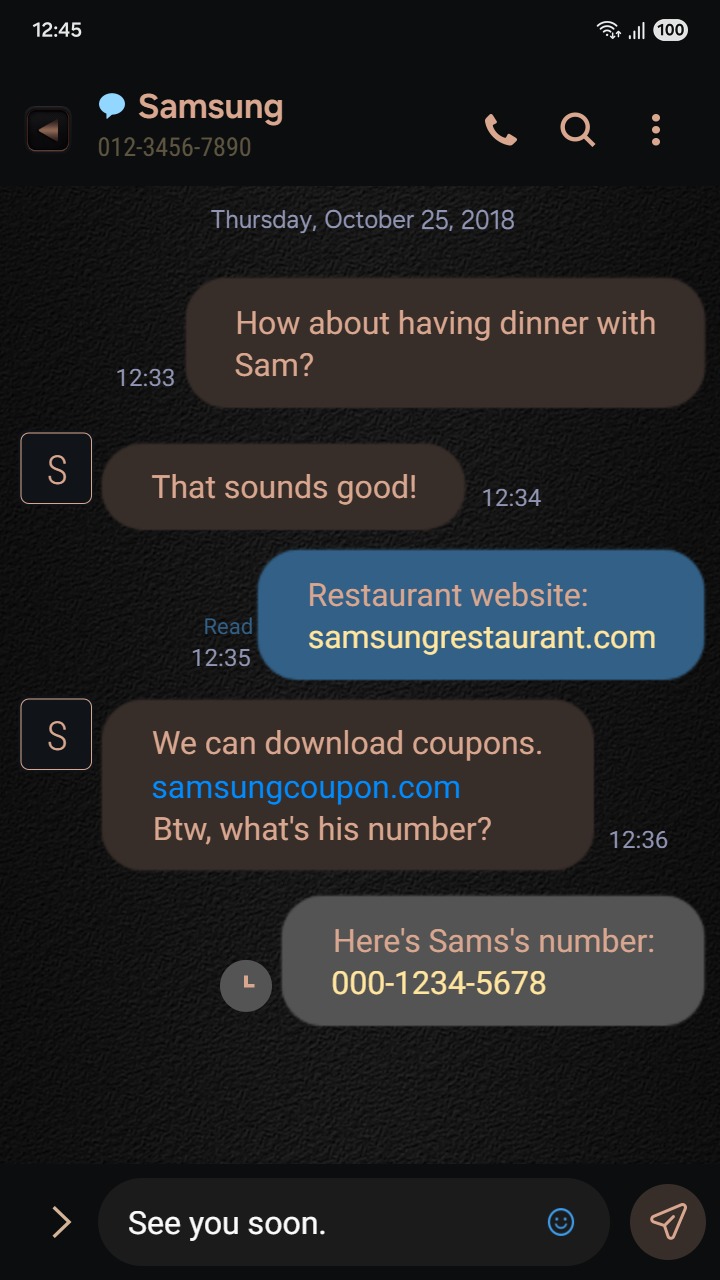 12:45
100
Samsung
012-3456-7890
Thursday, October 25, 2018
How about having dinner with
Sam?
12:33
S
That sounds good!
12:34
Restaurant website:
samsungrestaurant.com
Read
12:35
S
We can download coupons.
samsungcoupon.com
Btw, what's his number?
12:36
Here's Sams's number:
000-1234-5678
See you soon.